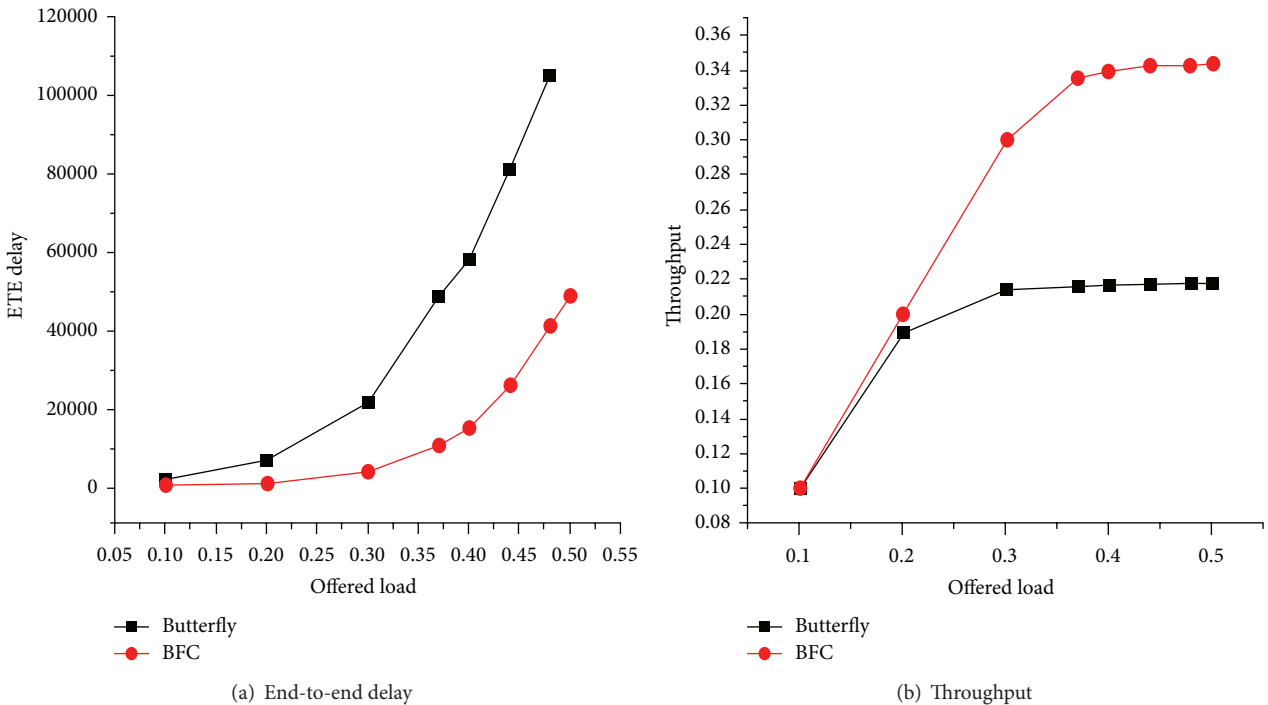 120000
100000
80000
60000
40000
20000
0
ETE delay
0.05 0.10 0.15 0.20 0.25 0.30 0.35 0.40 0.45 0.50 0.55
Offered load
Butterfly
BFC
(a) End-to-end delay
0.36
0.34
0.32
0.30
0.28
0.26
0.24
0.22
0.20
0.18
0.16
0.14
0.12
0.10
0.08
Throughput
0.1 0.2 0.3 0.4 0.5
Offered load
Butterfly
BFC
(b) Throughput